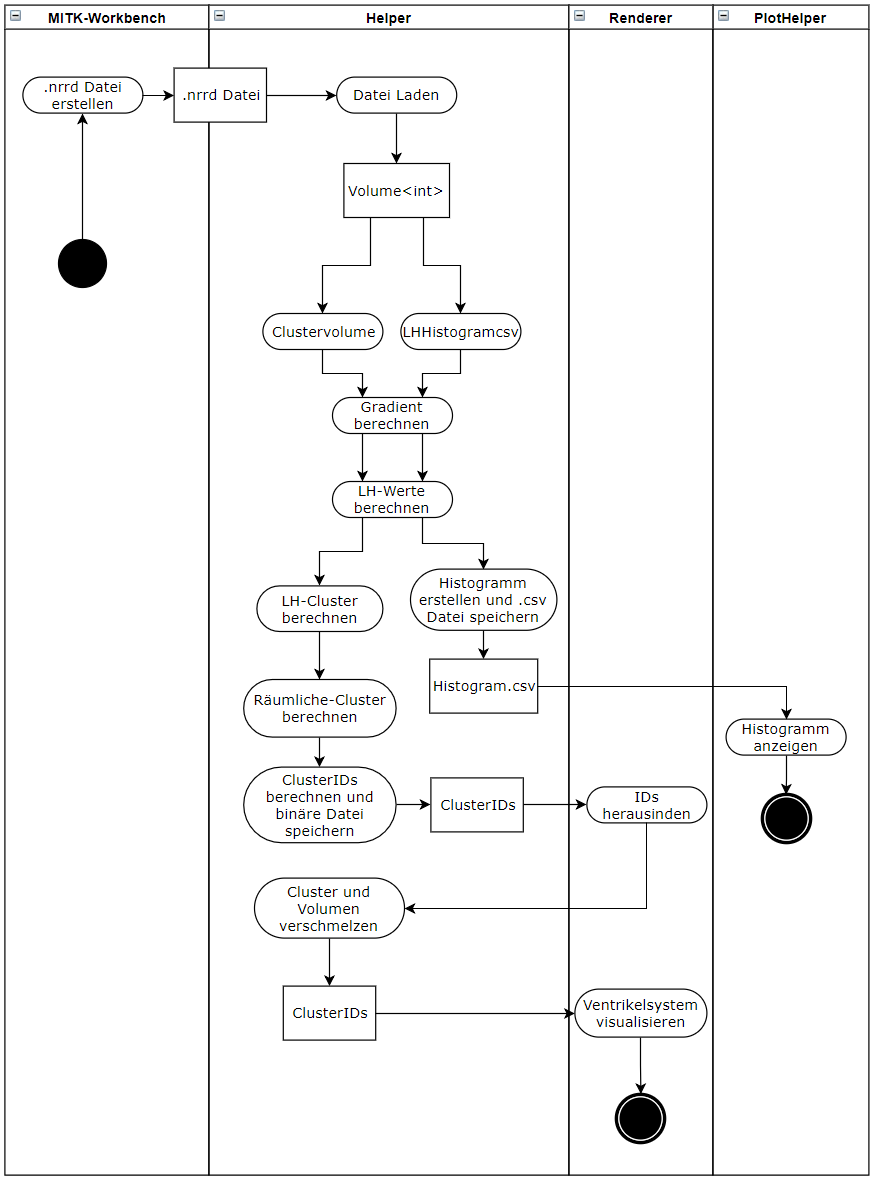 MITK-Workbench
Helper
Renderer
PlotHelper
.nrrd Datei
erstellen
.nrrd Datei
Datei Laden
Volume<int>
Clustervolume
LHHistogramcsv
Gradient
berechnen
LH-Werte
berechnen
LH-Cluster
berechnen
Histogramm
erstellen und .csv
Datei speichern
Räumliche-Cluster
berechnen
Histogram.csv
Histogramm
anzeigen
ClusterIDs
berechnen und
binäre Datei
speichern
ClusterIDs
IDs
herausinden
Cluster und
Volumen
verschmelzen
ClusterIDs
Ventrikelsystem
visualisieren